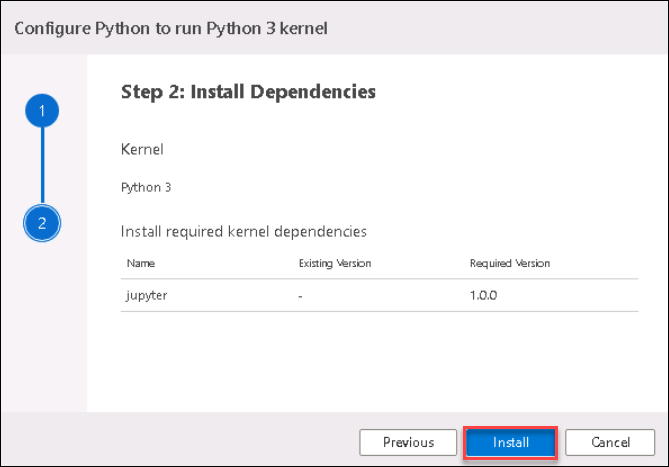 Configure Python to run Python 3 kernel
1
2
Step 2: Install Dependencies
Kernel
Python 3
Install required kernel dependencies
Name Existing Version Required Version
jupyter - 1.0.0
Previous Install Cancel